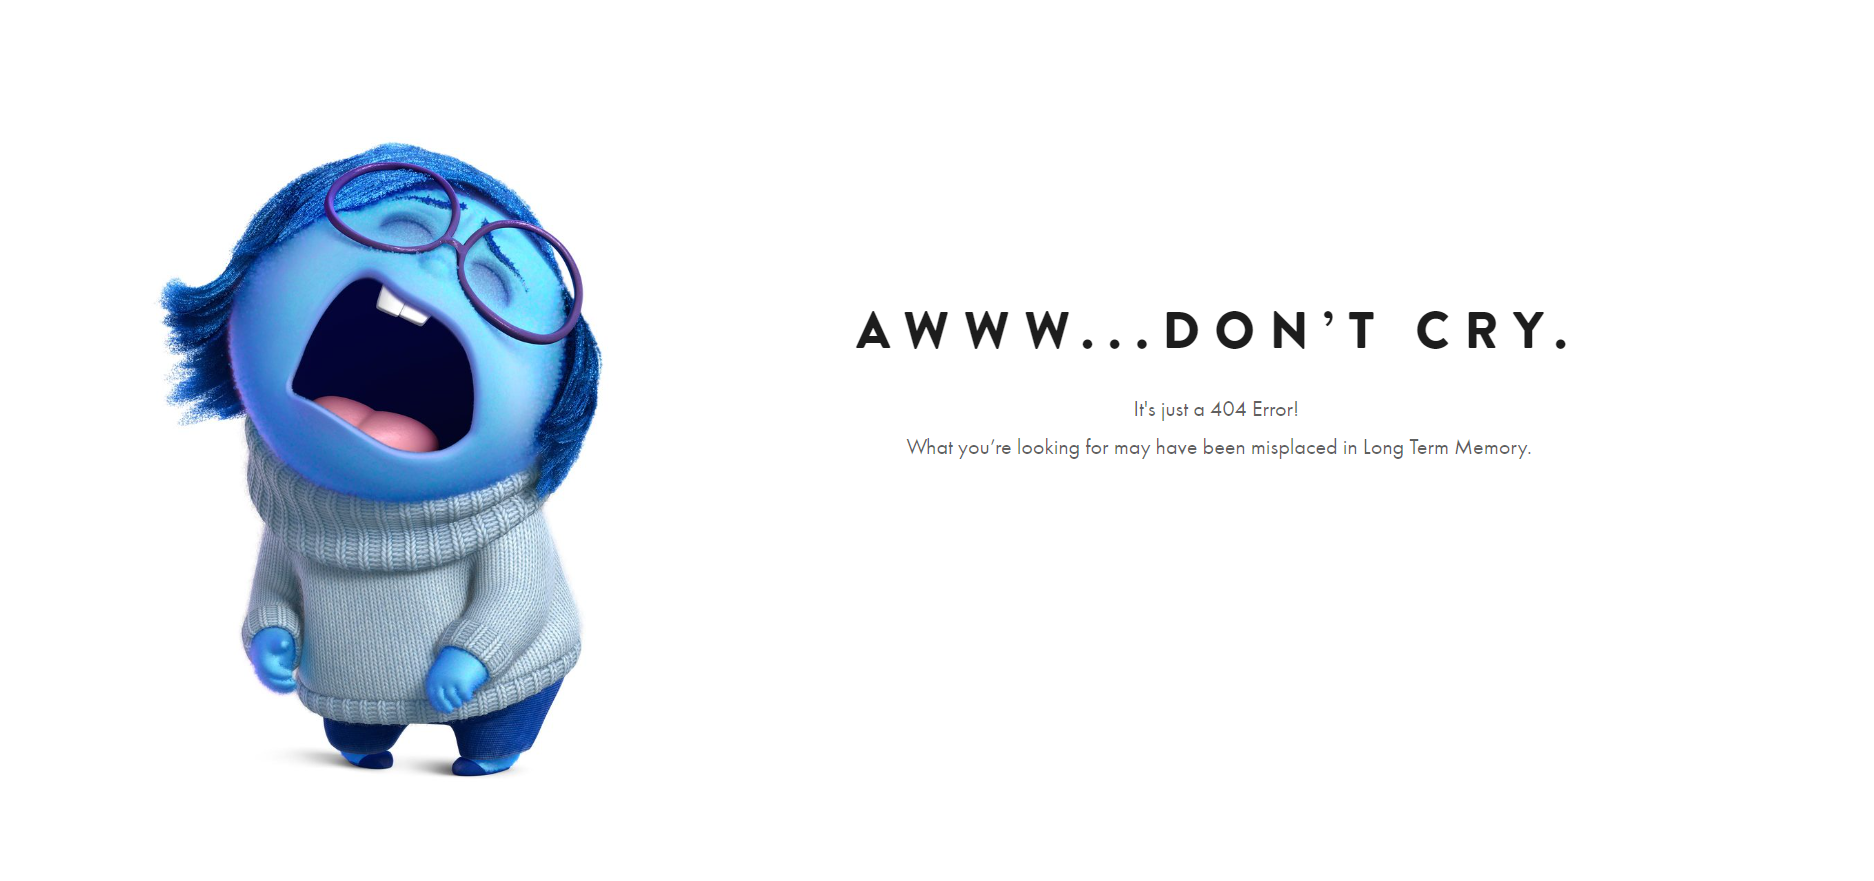 AWWW...DON’T CRY.
It's just a 404 Error!
What you’re looking for may have been misplaced in Long Term Memory.